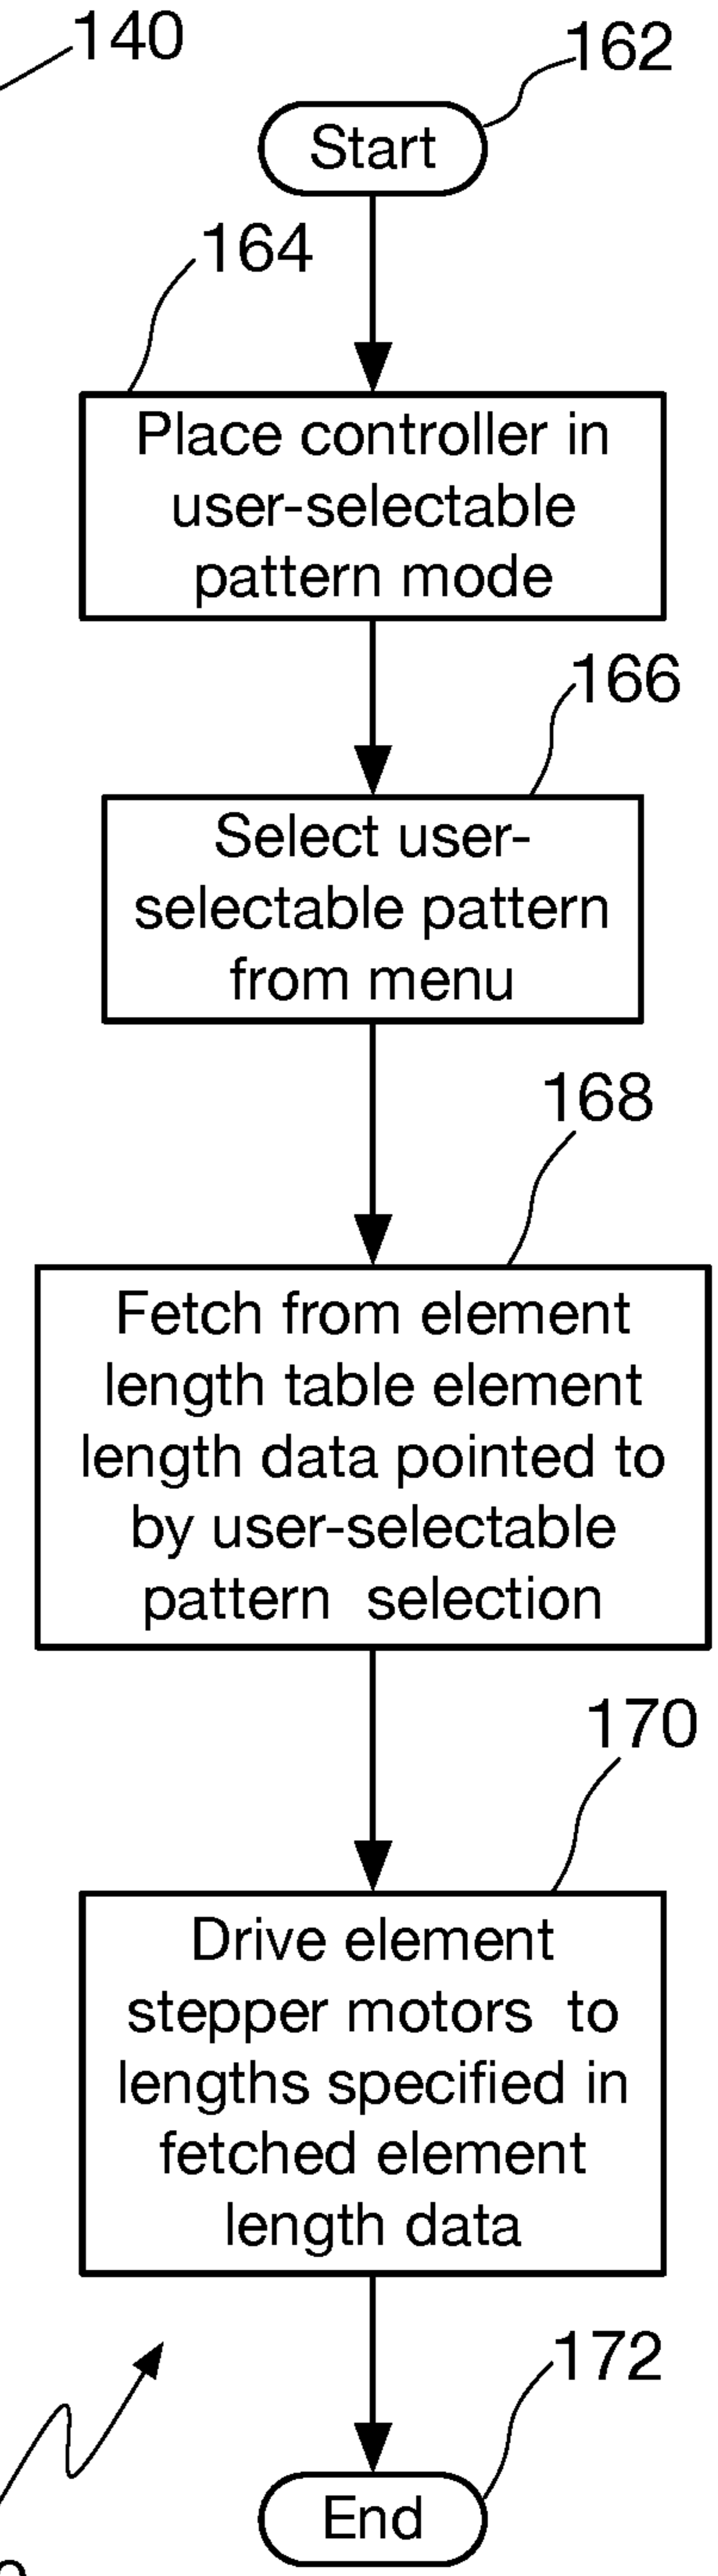 140
162
Start
164
Place controller in
user-selectable
pattern mode
166
Select user-
selectable pattern
from menu
168
Fetch from element
length table element
length data pointed to
by user-selectable
pattern selection
170
Drive element
stepper motors to
lengths specified in
fetched element
length data
172
End